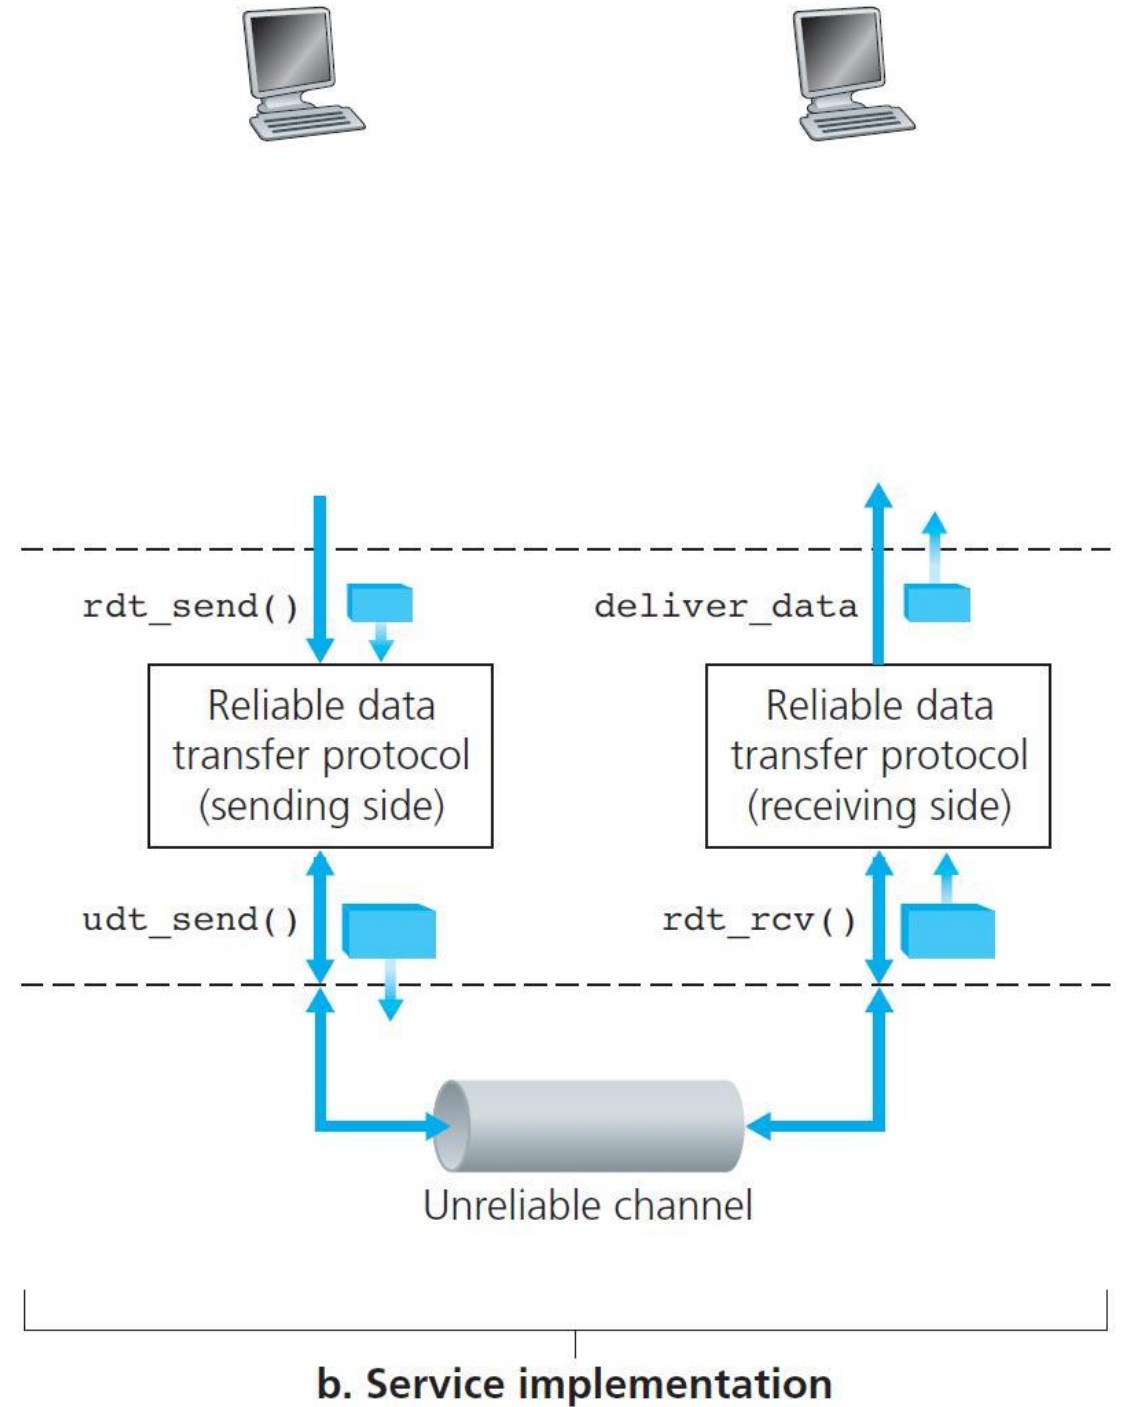 rdt_send()
deliver_data
Reliable data
transfer protocol
(sending side)
Reliable data
transfer protocol
(receiving side)
udt_send()
rdt_rcv()
Unreliable channel
b. Service implementation